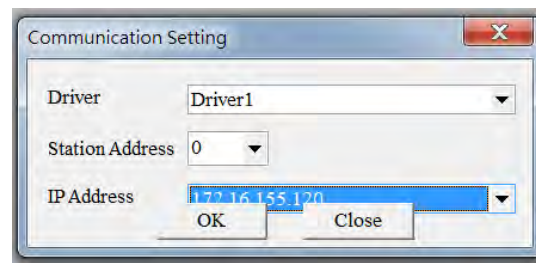 Communication Setting
Driver Driver1
Station Address 0
IP Address 172.16.155.120
OK Close